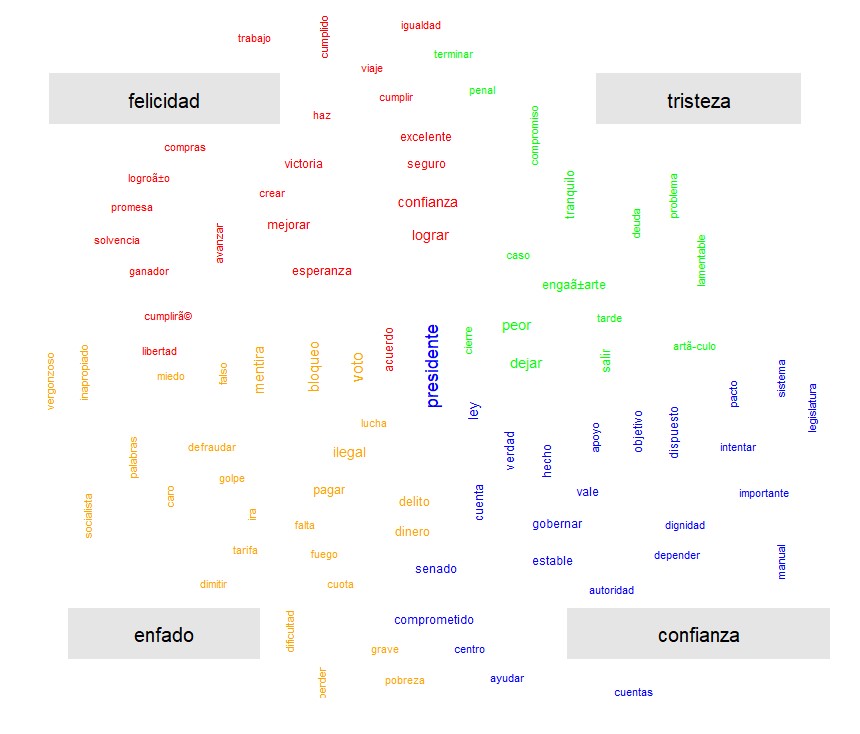 igualdad
trabajo
cumplido
terminar
viaje
penal
cumplir
felicidad
tristeza
haz
excelente
compromiso
compras
victoria
seguro
logroã±o
crear
tranquilo
problema
promesa
confianza
mejorar
deuda
lograr
solvencia
avanzar
lamentable
caso
ganador
esperanza
engaã±arte
cumplirã©
peor
tarde
acuerdo
presidente
cierre
libertad
artã-culo
vergonzoso
inapropiado
miedo
falso
mentira
bloqueo
voto
dejar
salir
sistema
pacto
legislatura
ley
lucha
palabras
defraudar
ilegal
verdad
hecho
apoyo
objetivo
dispuesto
intentar
golpe
caro
pagar
delito
cuenta
vale
importante
socialista
ira
falta
dinero
gobernar
dignidad
tarifa
fuego
senado
estable
depender
manual
dimitir
cuota
autoridad
enfado
dificultad
comprometido
confianza
grave
centro
perder
pobreza
ayudar
cuentas